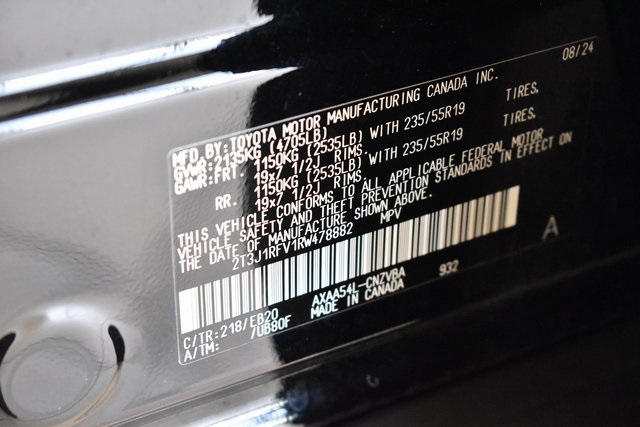 MFD.BY:TOYOTA MOTOR MANUFACTURING CANADA INC. 08/24
GVWR:2135KG (4705LB)
GAWR:FRT. 1150KG (2535LB) WITH 235/55R19 TIRES,
19x7 1/2J RIMS.
RR. 1150KG (2535LB) WITH 235/55R19 TIRES,
19x7 1/2J RIMS.
THIS VEHICLE CONFORMS TO ALL APPLICABLE FEDERAL MOTOR
VEHICLE SAFETY AND THEFT PREVENTION STANDARDS IN EFFECT ON
THE DATE OF MANUFACTURE SHOWN ABOVE.
2T3J1RFV1RW478882 MPV
A
C/TR:218/EB20 AXAA54L-CNZVBA 932
A/TM: /UB80F MADE IN CANADA